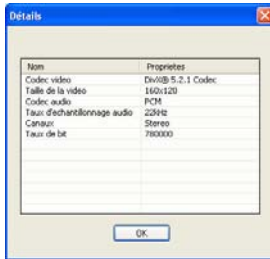 Détails
Nom Proprietes
Codec video DivX® 5.2.1 Codec
Taille de la video 160x120
Codec audio PCM
Taux d'echantillonnage audio 22kHz
Canaux Stereo
Taux de bit 780000
OK